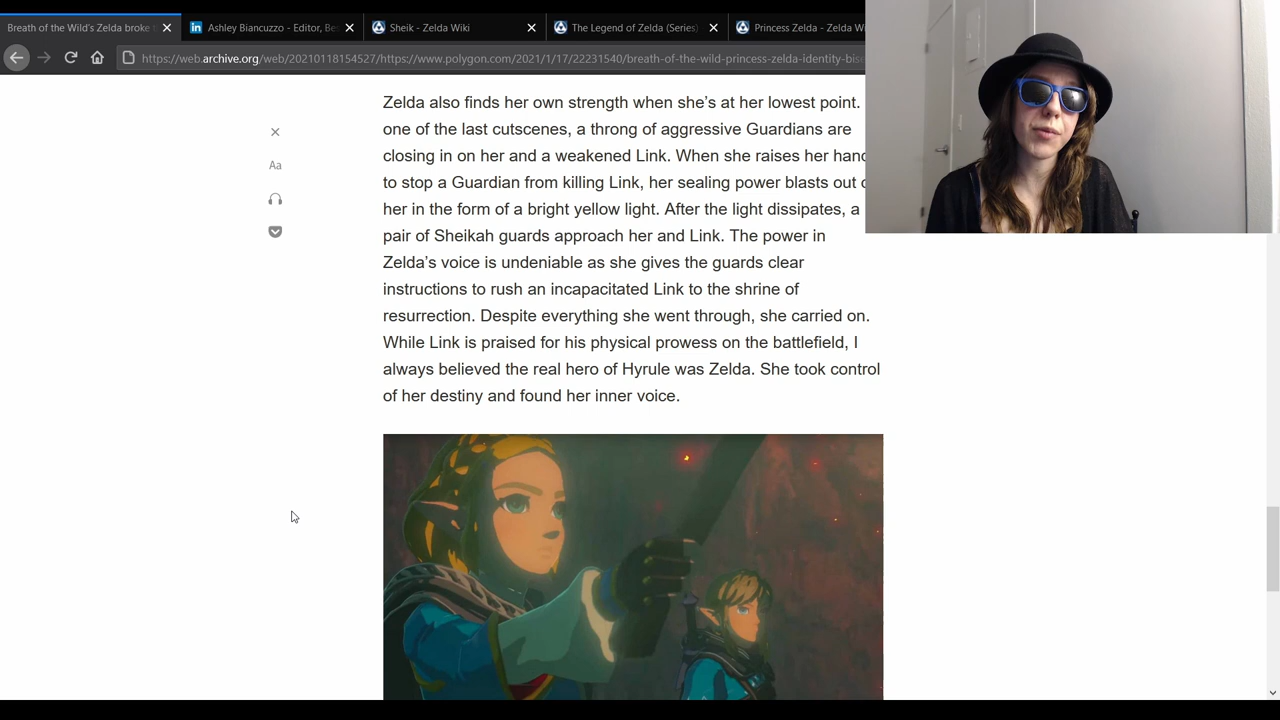 Breath of the Wild's Zelda broke
Ashley Biancuzzo - Editor, Be
Sheik - Zelda Wiki
The Legend of Zelda (Series)
Princess Zelda - Zelda Wi
https://web.archive.org/web/20210118154527/https://www.polygon.com/2021/1/17/22231540/breath-of-the-wild-princess-zelda-identity-bis
Zelda also finds her own strength when she's at her lowest point.
one of the last cutscenes, a throng of aggressive Guardians are
Aa
closing in on her and a weakened Link. When she raises her hand
to stop a Guardian from killing Link, her sealing power blasts out
her in the form of a bright yellow light. After the light dissipates, a
pair of Sheikah guards approach her and Link. The power in
Zelda's voice is undeniable as she gives the guards clear
instructions to rush an incapacitated Link to the shrine of
resurrection. Despite everything she went through, she carried on.
While Link is praised for his physical prowess on the battlefield, I
always believed the real hero of Hyrule was Zelda. She took control
of her destiny and found her inner voice.